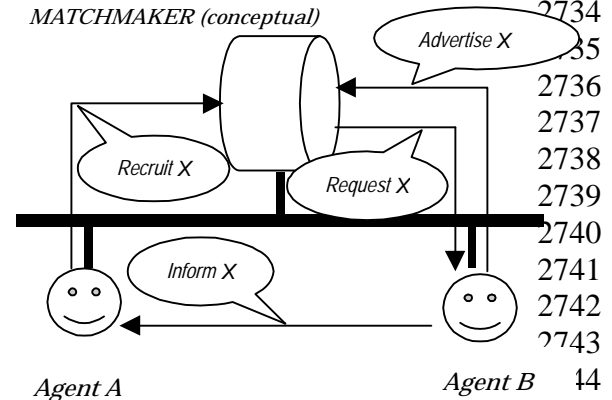 MATCHMAKER (conceptual)
2734
Advertise X
35
2736
2737
Recruit X
2738
Request X
2739
2740
Inform X
2741
2742
2743
Agent A
Agent B
44